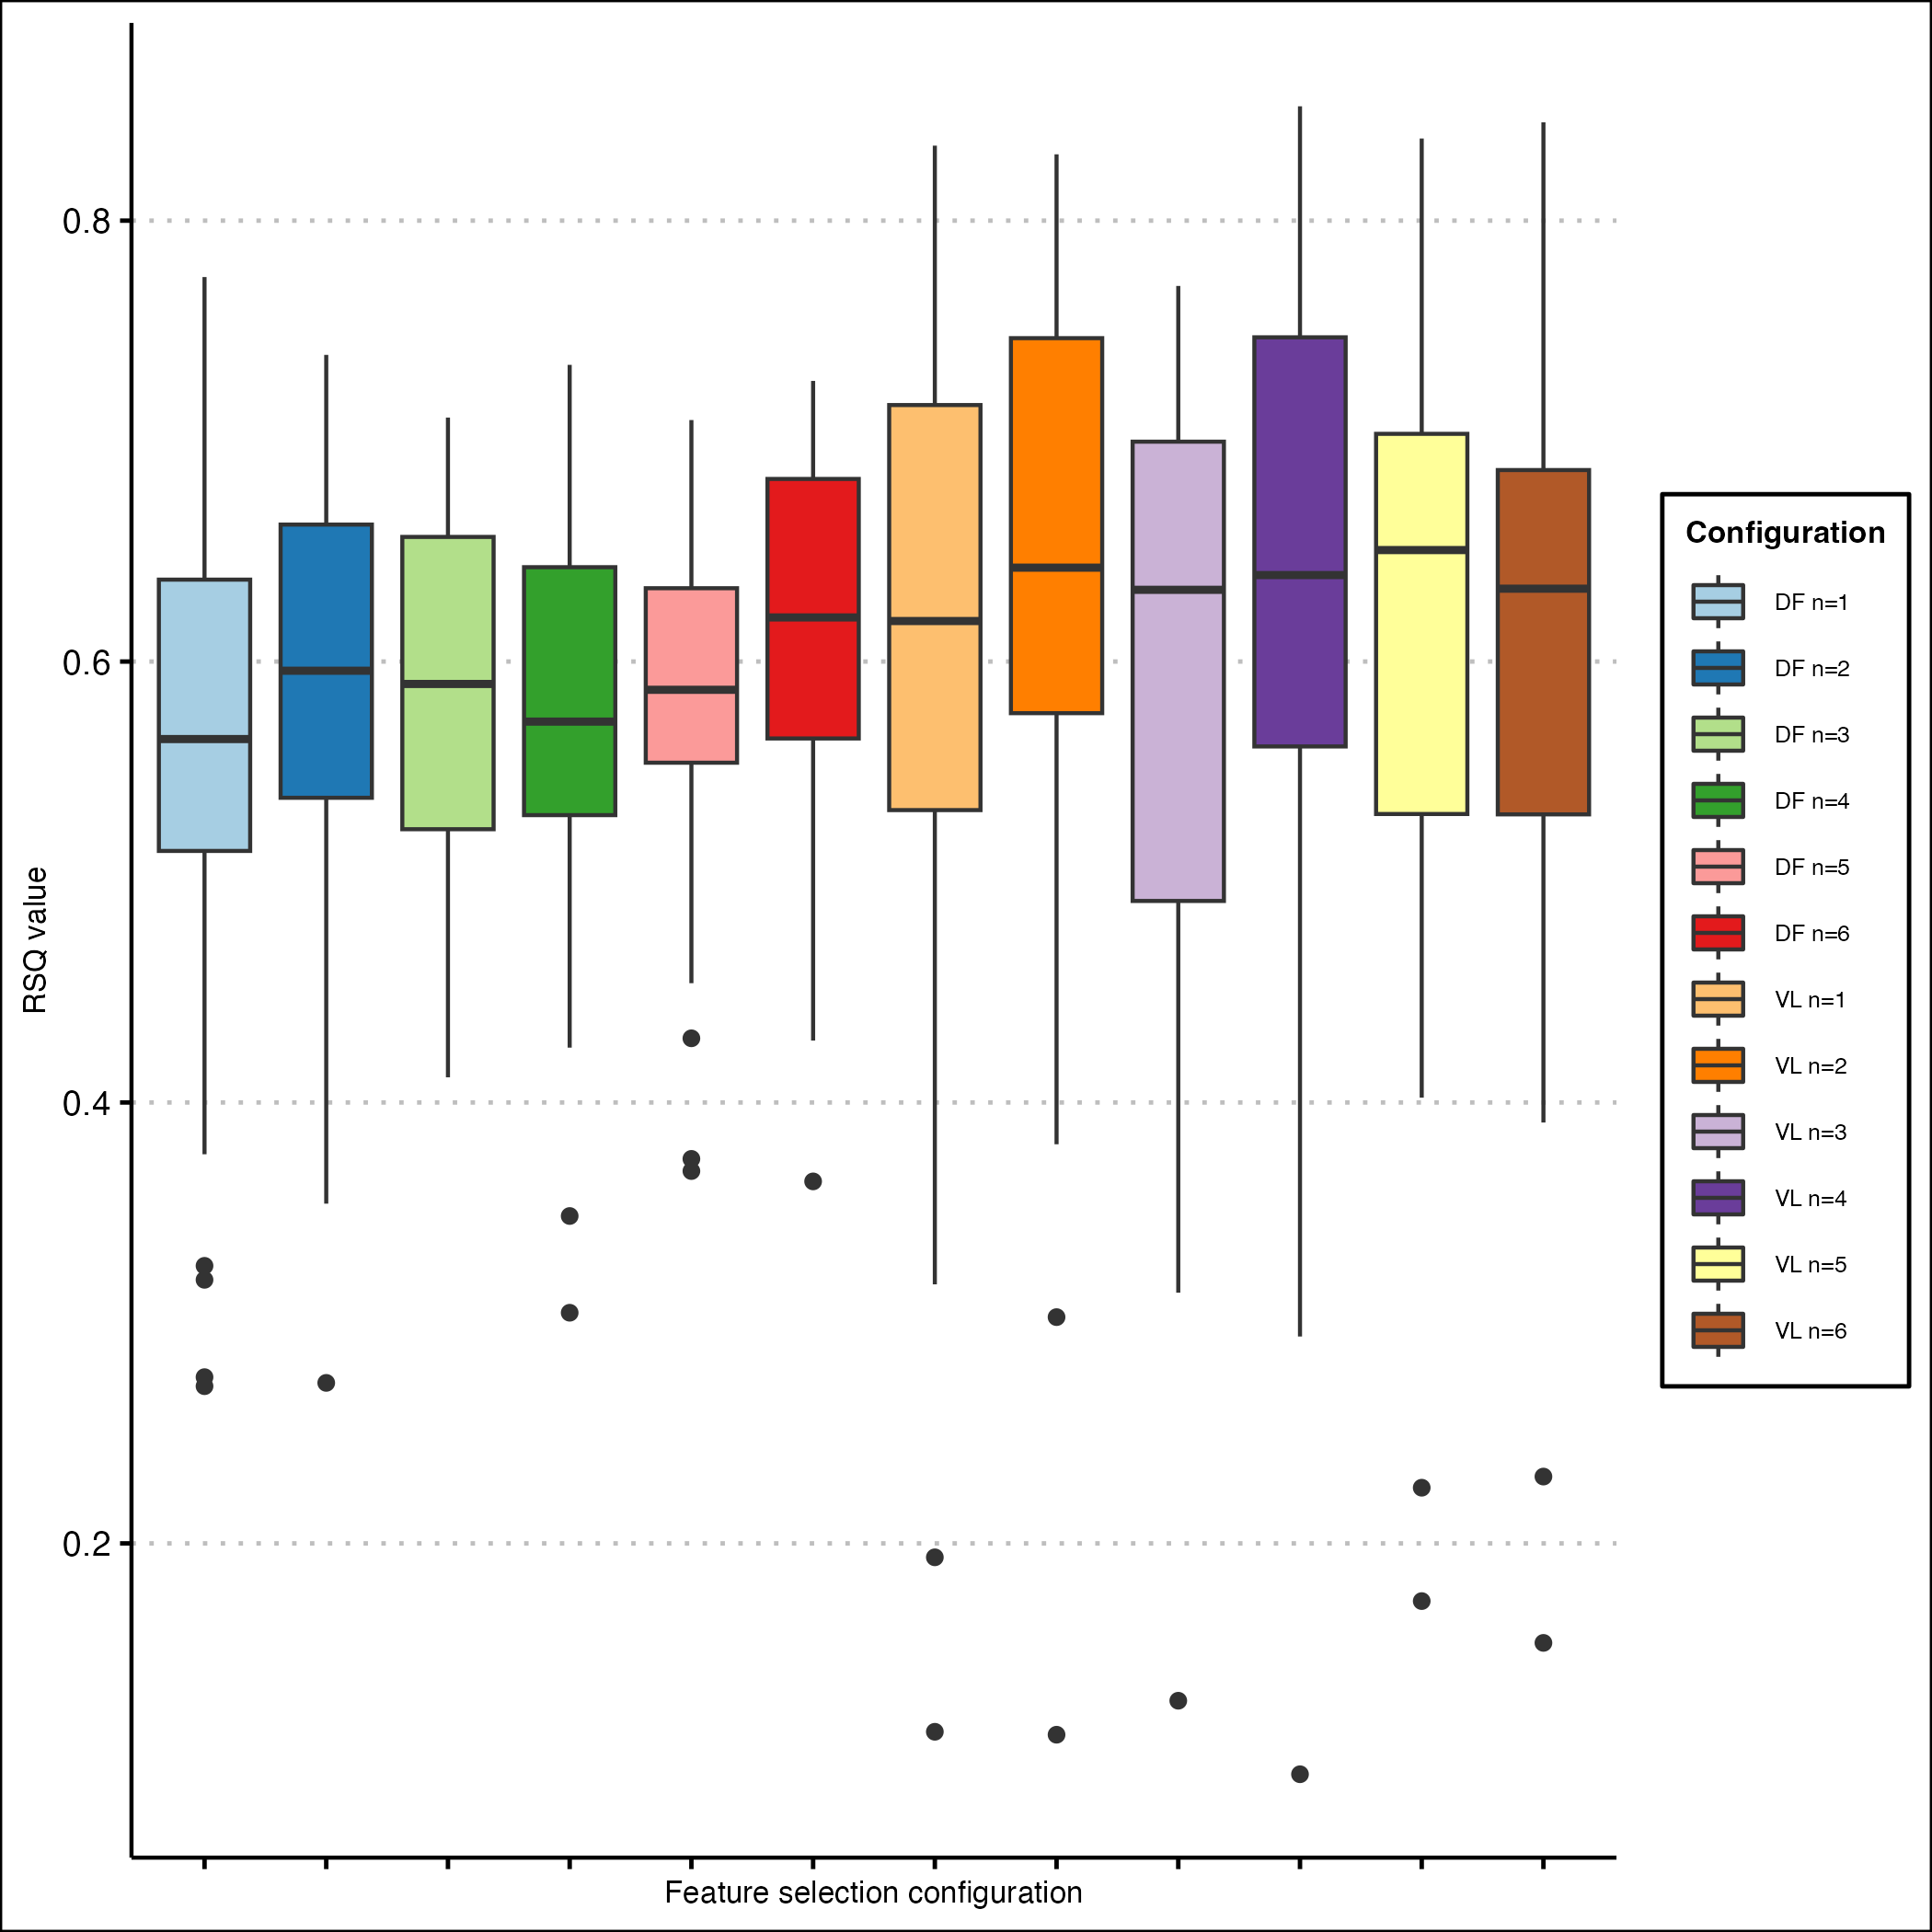 0.8
0.6
0.4
0.2
RSQ value
Feature selection configuration
Configuration
DF n=1
DF n=2
DF n=3
DF n=4
DF n=5
DF n=6
VL n=1
VL n=2
VL n=3
VL n=4
VL n=5
VL n=6